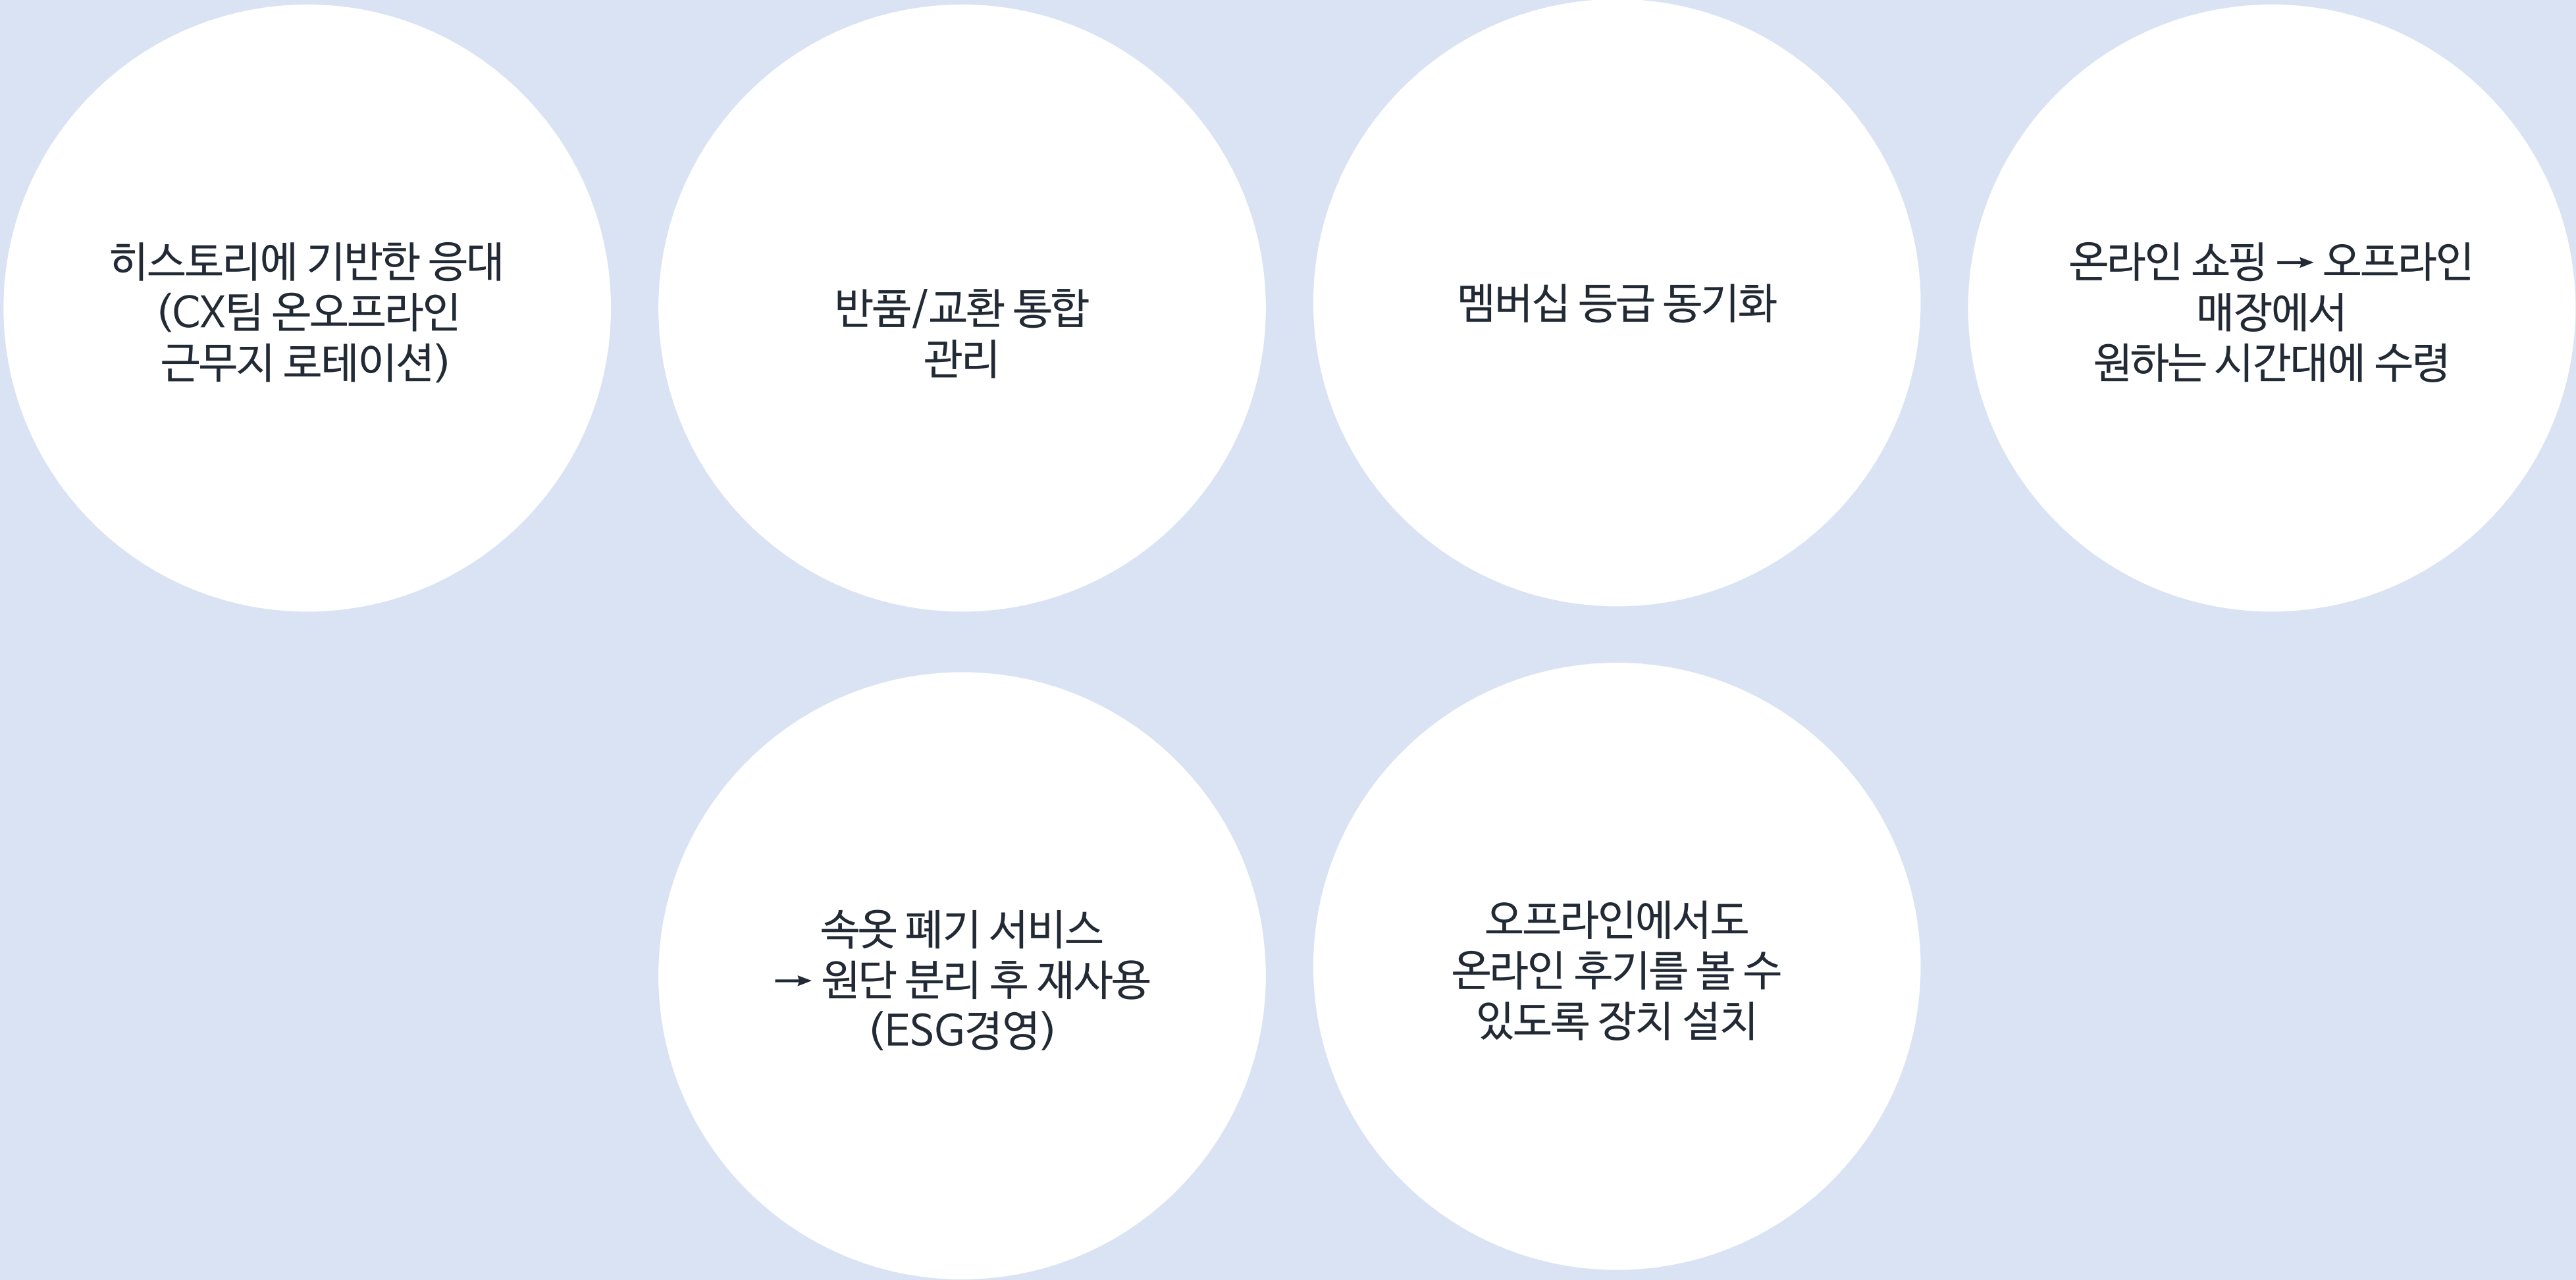 히스토리에 기반한 응대
(CX팀 온오프라인
근무지 로테이션)
반품/교환 통합
관리
멤버십 등급 동기화
온라인 쇼핑 → 오프라인
매장에서
원하는 시간대에 수령
속옷 폐기 서비스
→ 원단 분리 후 재사용
(ESG경영)
오프라인에서도
온라인 후기를 볼 수
있도록 장치 설치